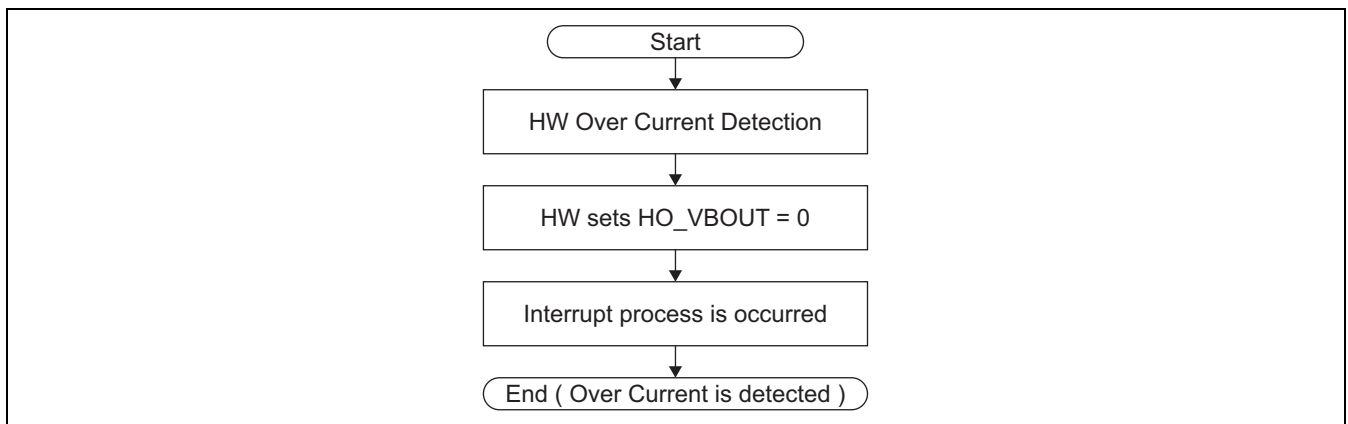 Start
HW Over Current Detection
HW sets HO_VBOUT = 0
Interrupt process is occurred
End ( Over Current is detected )